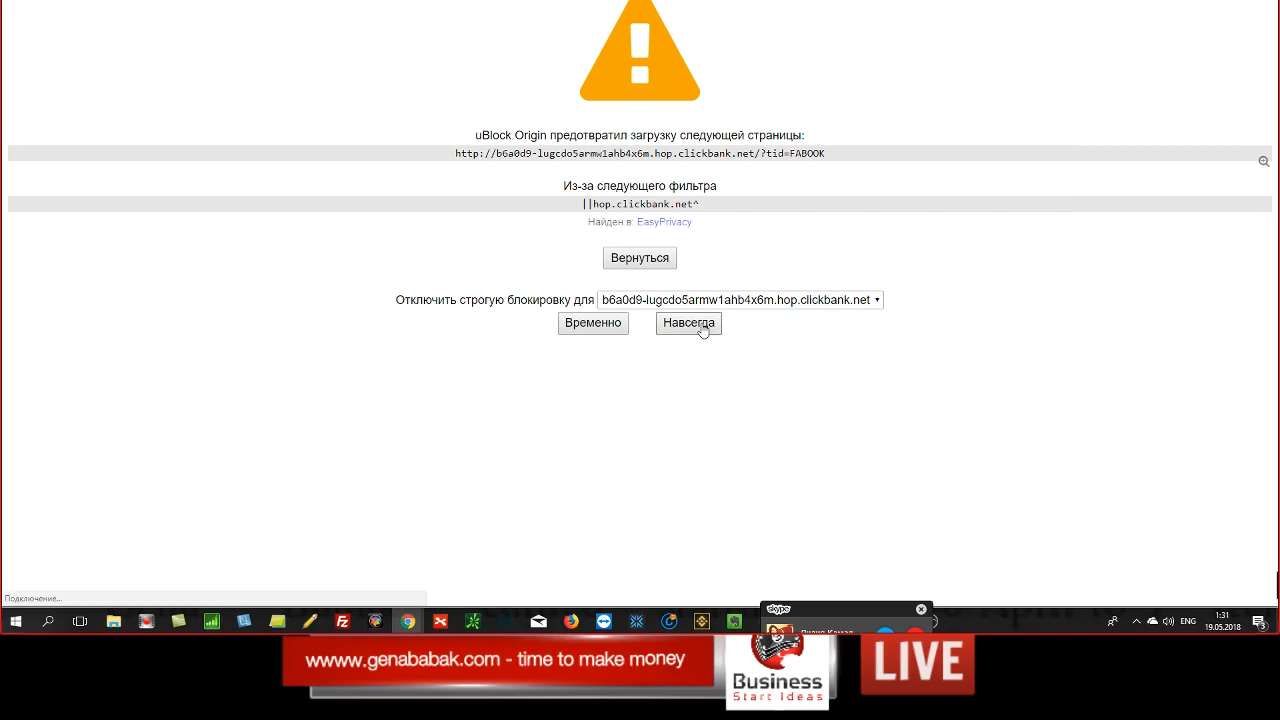 uBlock Origin предотвратил загрузку следующей страницы:
http://b6a0d9-lugcdo5armw1ahb4x6m.hop.clickbank.net/?tid=FABOOK
Из-за следующего фильтра
||hop.clickbank.net^
Найден в: EasyPrivacy
Вернуться
Отключить строгую блокировку для b6a0d9-lugcdo5armw1ahb4x6m.hop.clickbank.net
Временно Навсегда
Подключение...
skype
ENG
1:31
19.05.2018
wwww.genababak.com - time to make money
Business
Start Ideas
LIVE